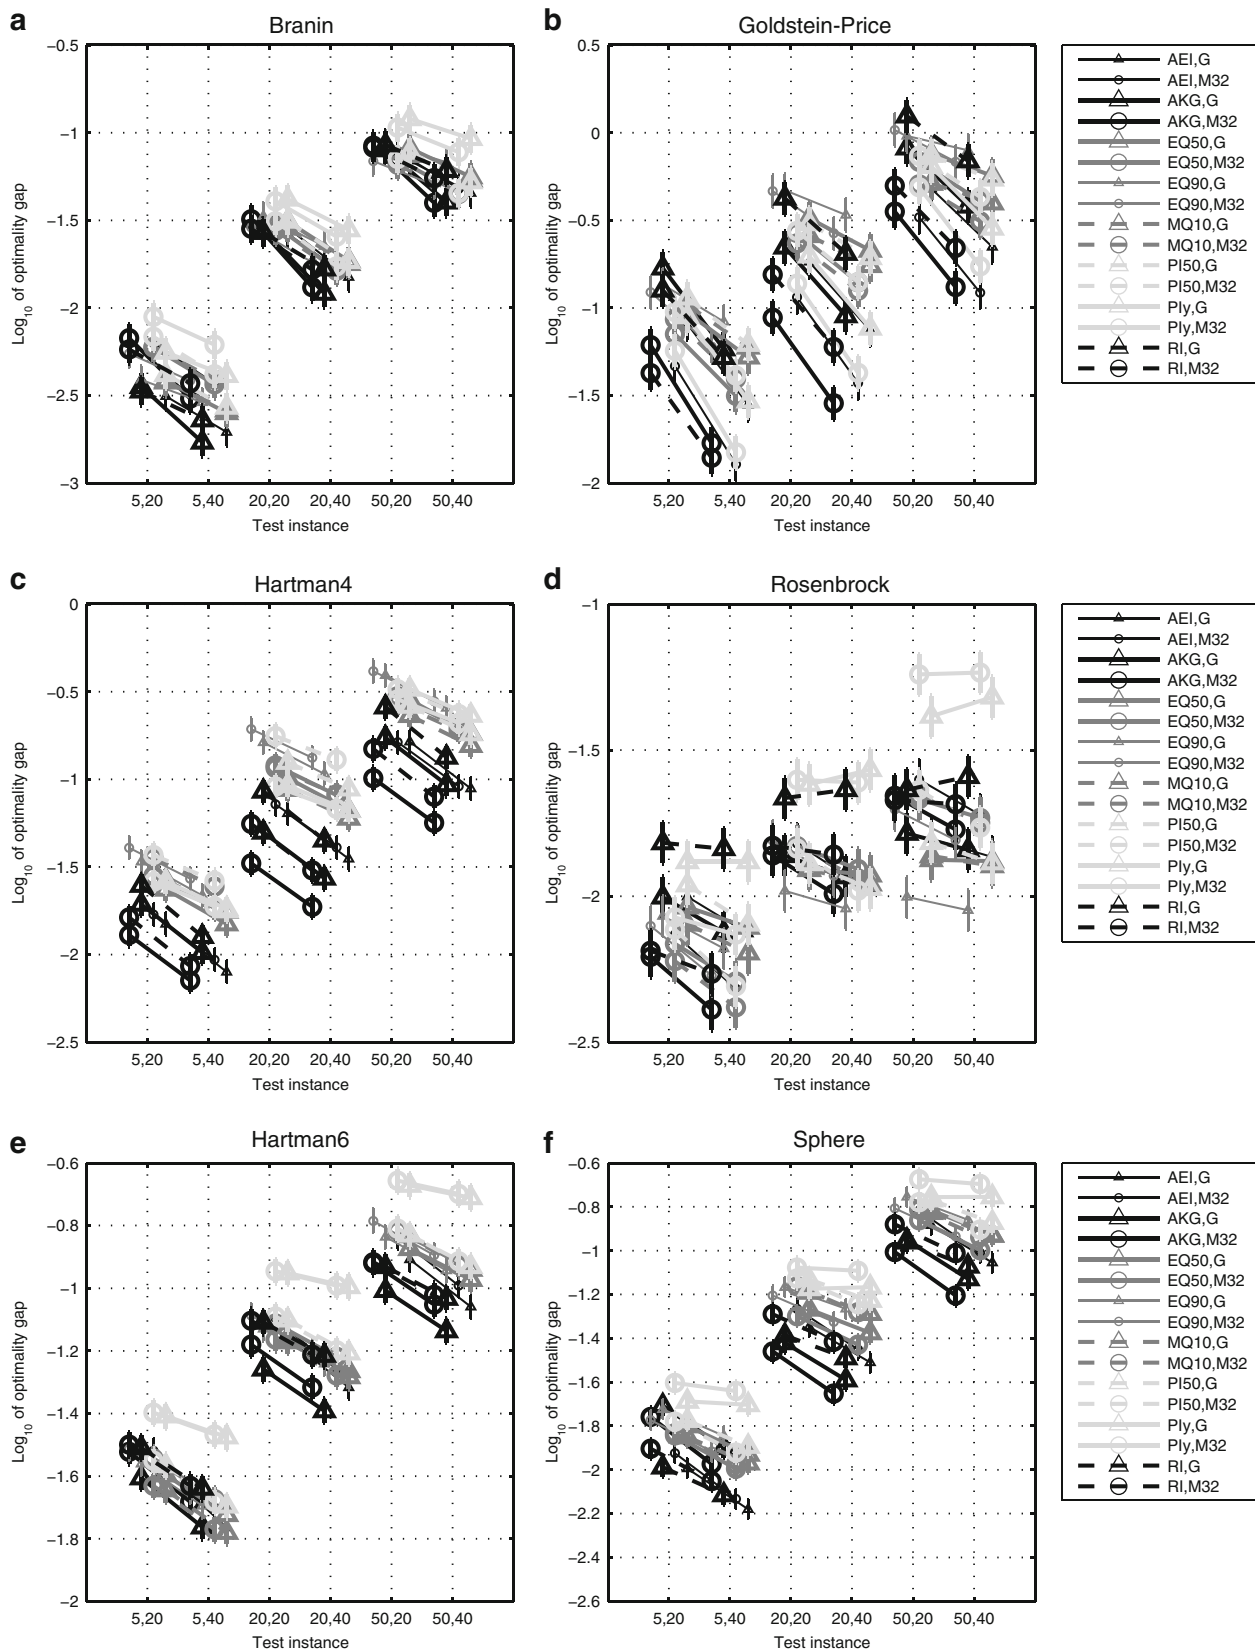 a
Branin
−0.5
−1
−1.5
−2
−2.5
−3
Log10 of optimality gap
5,20 5,40 20,20 20,40 50,20 50,40
Test instance
b
Goldstein-Price
0.5
0
−0.5
−1
−1.5
−2
Log10 of optimality gap
5,20 5,40 20,20 20,40 50,20 50,40
Test instance
AEI,G
AEI,M32
AKG,G
AKG,M32
EQ50,G
EQ50,M32
EQ90,G
EQ90,M32
MQ10,G
MQ10,M32
PI50,G
PI50,M32
PIy,G
PIy,M32
RI,G
RI,M32
c
Hartman4
0
−0.5
−1
−1.5
−2
−2.5
Log10 of optimality gap
5,20 5,40 20,20 20,40 50,20 50,40
Test instance
d
Rosenbrock
−1
−1.5
−2
−2.5
Log10 of optimality gap
5,20 5,40 20,20 20,40 50,20 50,40
Test instance
AEI,G
AEI,M32
AKG,G
AKG,M32
EQ50,G
EQ50,M32
EQ90,G
EQ90,M32
MQ10,G
MQ10,M32
PI50,G
PI50,M32
PIy,G
PIy,M32
RI,G
RI,M32
e
Hartman6
−0.6
−0.8
−1
−1.2
−1.4
−1.6
−1.8
−2
Log10 of optimality gap
5,20 5,40 20,20 20,40 50,20 50,40
Test instance
f
Sphere
−0.6
−0.8
−1
−1.2
−1.4
−1.6
−1.8
−2
−2.2
−2.4
−2.6
Log10 of optimality gap
5,20 5,40 20,20 20,40 50,20 50,40
Test instance
AEI,G
AEI,M32
AKG,G
AKG,M32
EQ50,G
EQ50,M32
EQ90,G
EQ90,M32
MQ10,G
MQ10,M32
PI50,G
PI50,M32
PIy,G
PIy,M32
RI,G
RI,M32